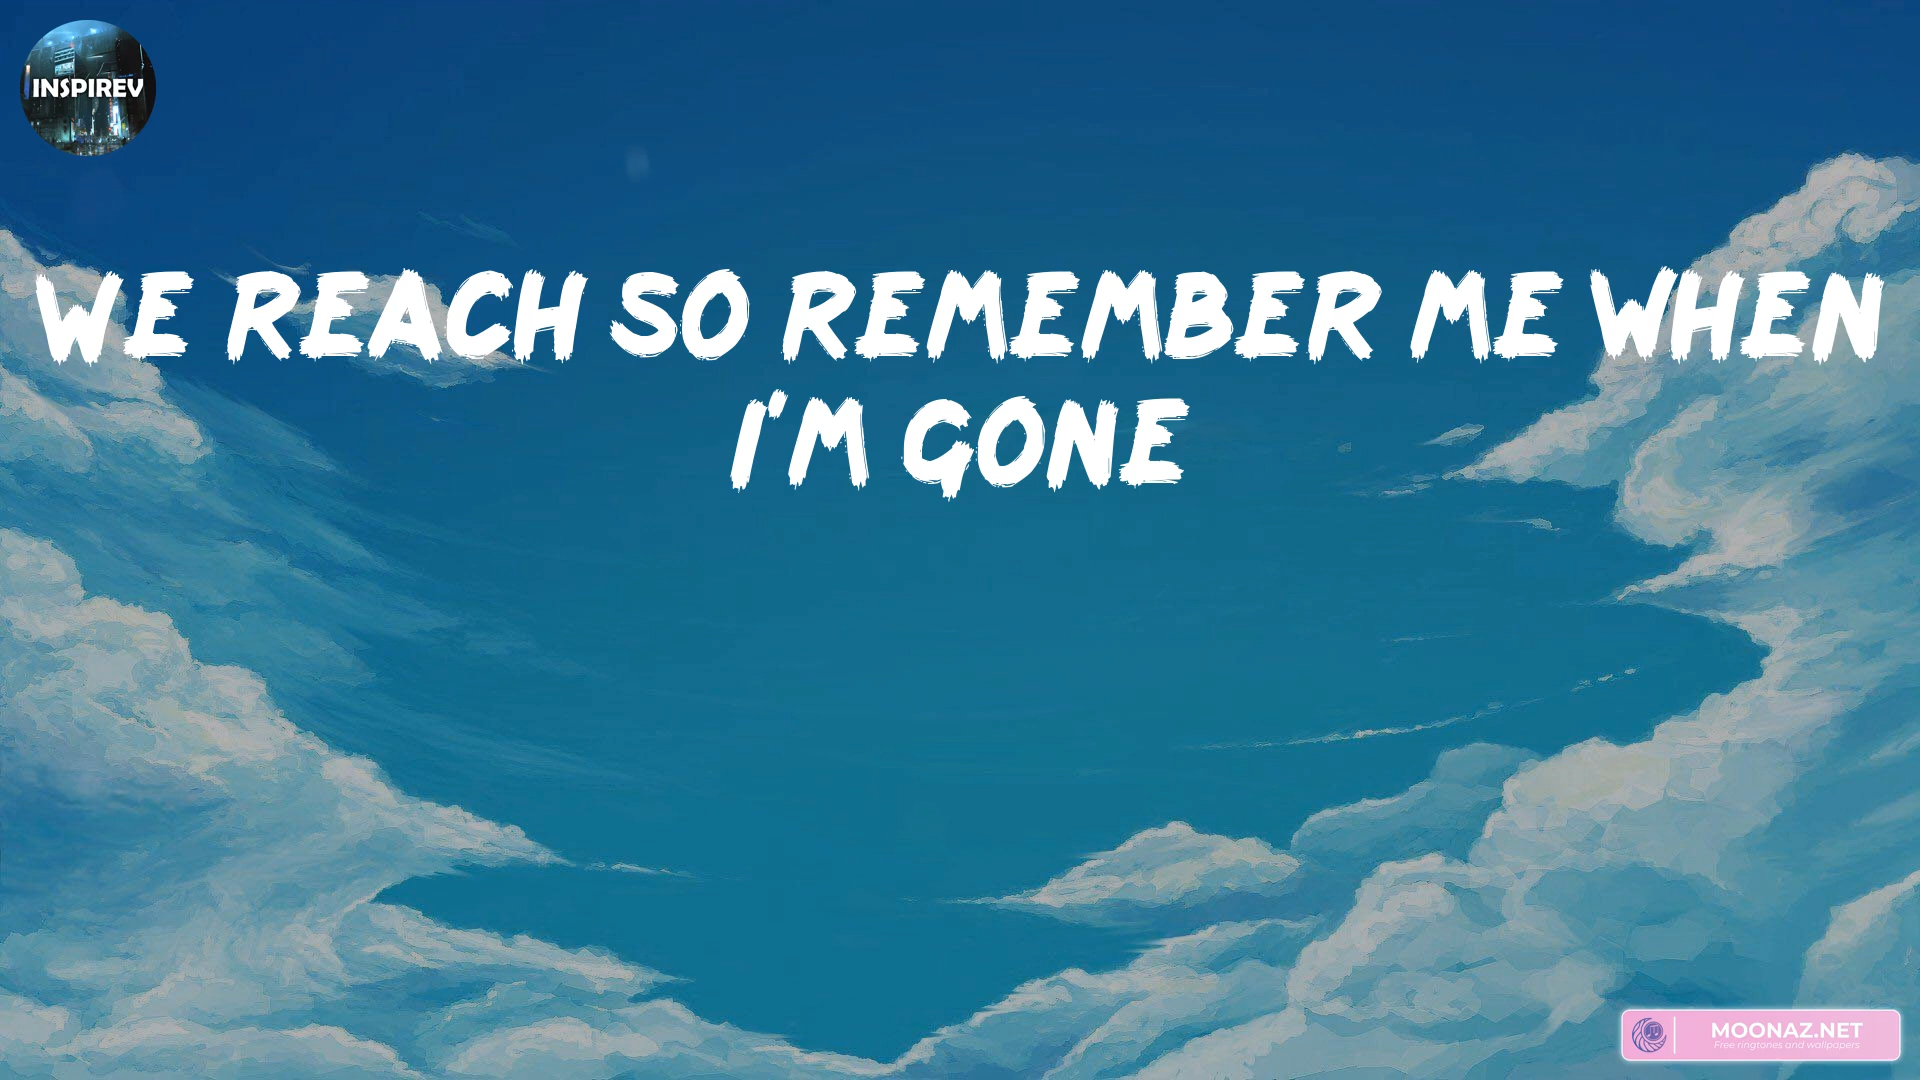 INSPIREV
WE REACH SO REMEMBER ME WHEN
I'M GONE
MOONAZ.NET
Free ringtones and wallpapers